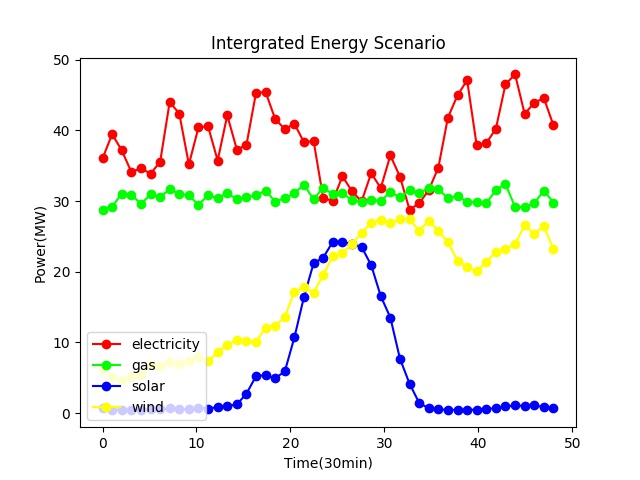 Intergrated Energy Scenario
Power(MW)
50
40
30
20
10
0
electricity
gas
solar
wind
0 10 20 30 40 50
Time(30min)